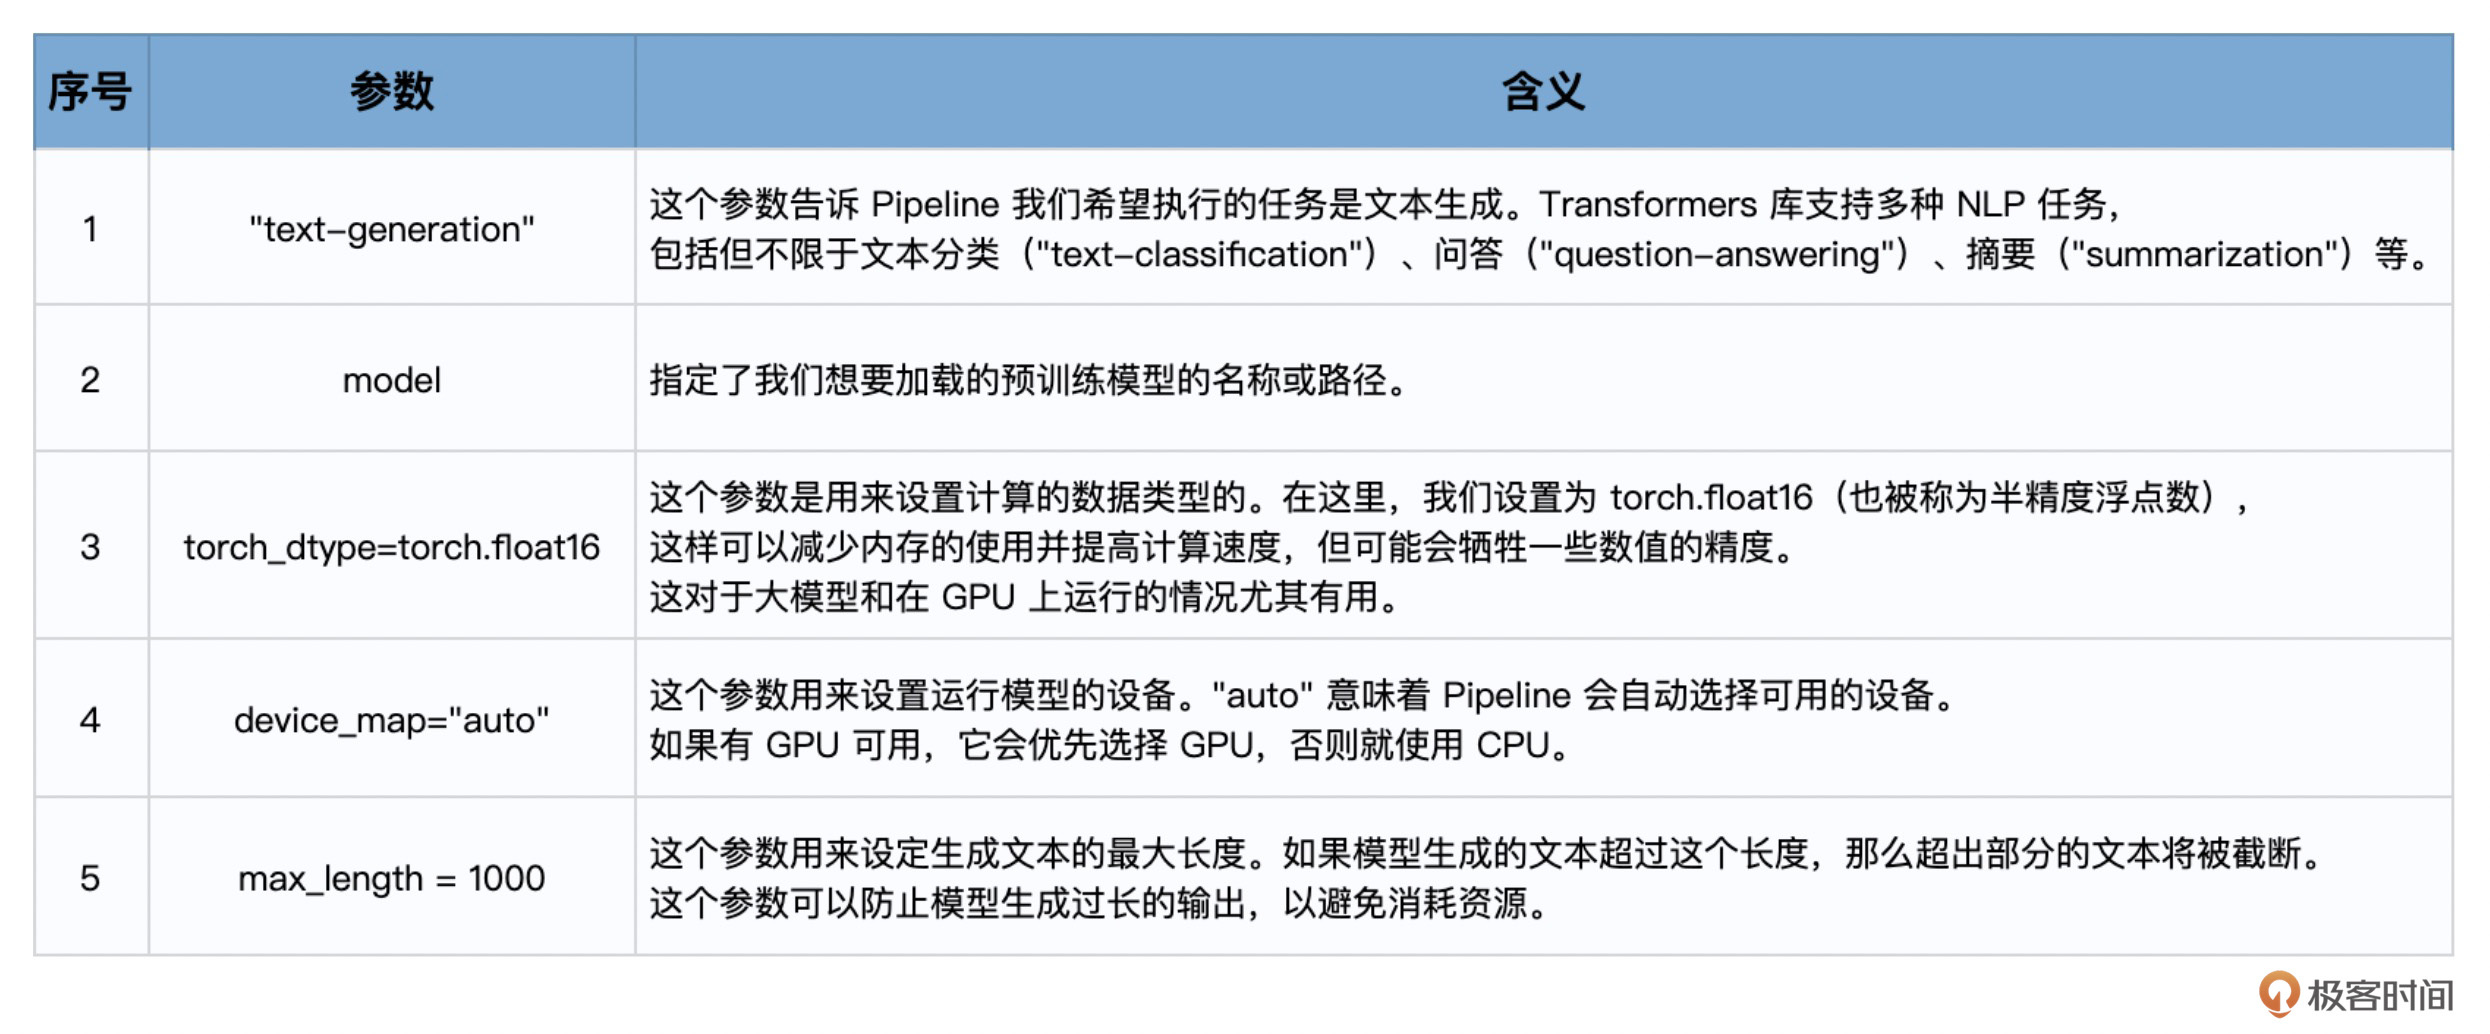 序号 参数 含义
1 "text-generation" 这个参数告诉 Pipeline 我们希望执行的任务是文本生成。Transformers 库支持多种 NLP 任务，
包括但不限于文本分类（"text-classification"）、问答（"question-answering"）、摘要（"summarization"）等。
2 model 指定了我们想要加载的预训练模型的名称或路径。
3 torch_dtype=torch.float16 这个参数是用来设置计算的数据类型的。在这里，我们设置为 torch.float16（也被称为半精度浮点数），
这样可以减少内存的使用并提高计算速度，但可能会牺牲一些数值的精度。
这对于大模型和在 GPU 上运行的情况尤其有用。
4 device_map="auto" 这个参数用来设置运行模型的设备。"auto" 意味着 Pipeline 会自动选择可用的设备。
如果有 GPU 可用，它会优先选择 GPU，否则就使用 CPU。
5 max_length = 1000 这个参数用来设定生成文本的最大长度。如果模型生成的文本超过这个长度，那么超出部分的文本将被截断。
这个参数可以防止模型生成过长的输出，以避免消耗资源。
极客时间